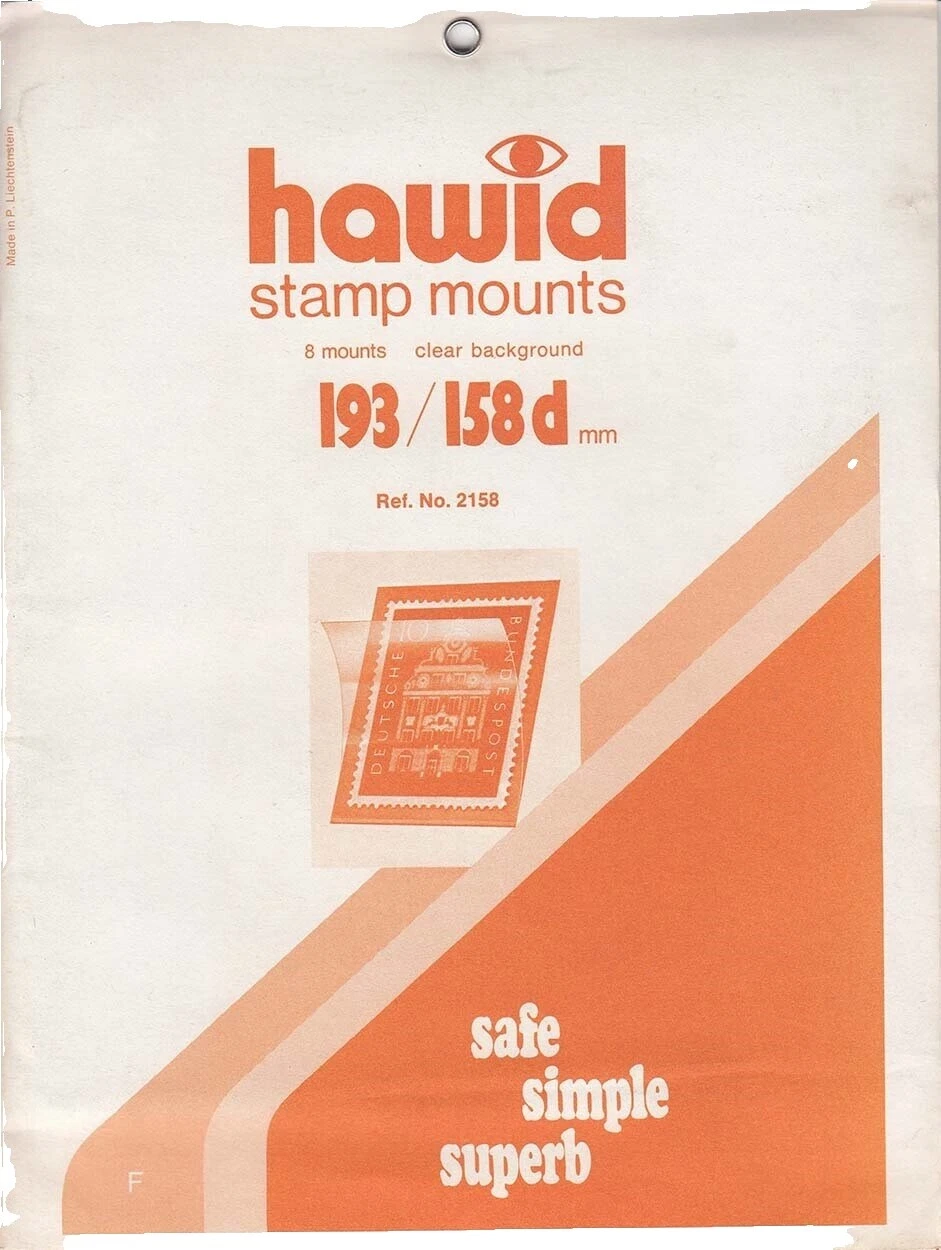 Made in P. Liechtenstein
hawid
stamp mounts
8 mounts clear background
193/158 d mm
Ref. No. 2158
10
DEUTSCHE
BUNDESPOST
safe
simple
superb
F